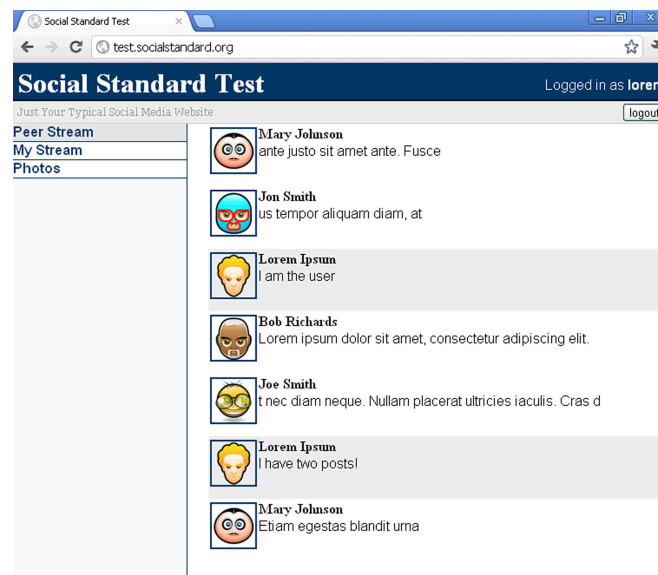 Social Standard Test
test.socialstandard.org
Social Standard Test
Logged in as lorem
Just Your Typical Social Media Website
logout
Peer Stream
My Stream
Photos
Mary Johnson
ante justo sit amet ante. Fusce
Jon Smith
us tempor aliquam diam, at
Lorem Ipsum
I am the user
Bob Richards
Lorem ipsum dolor sit amet, consectetur adipiscing elit.
Joe Smith
t nec diam neque. Nullam placerat ultricies iaculis. Cras d
Lorem Ipsum
I have two posts!
Mary Johnson
Etiam egestas blandit urna